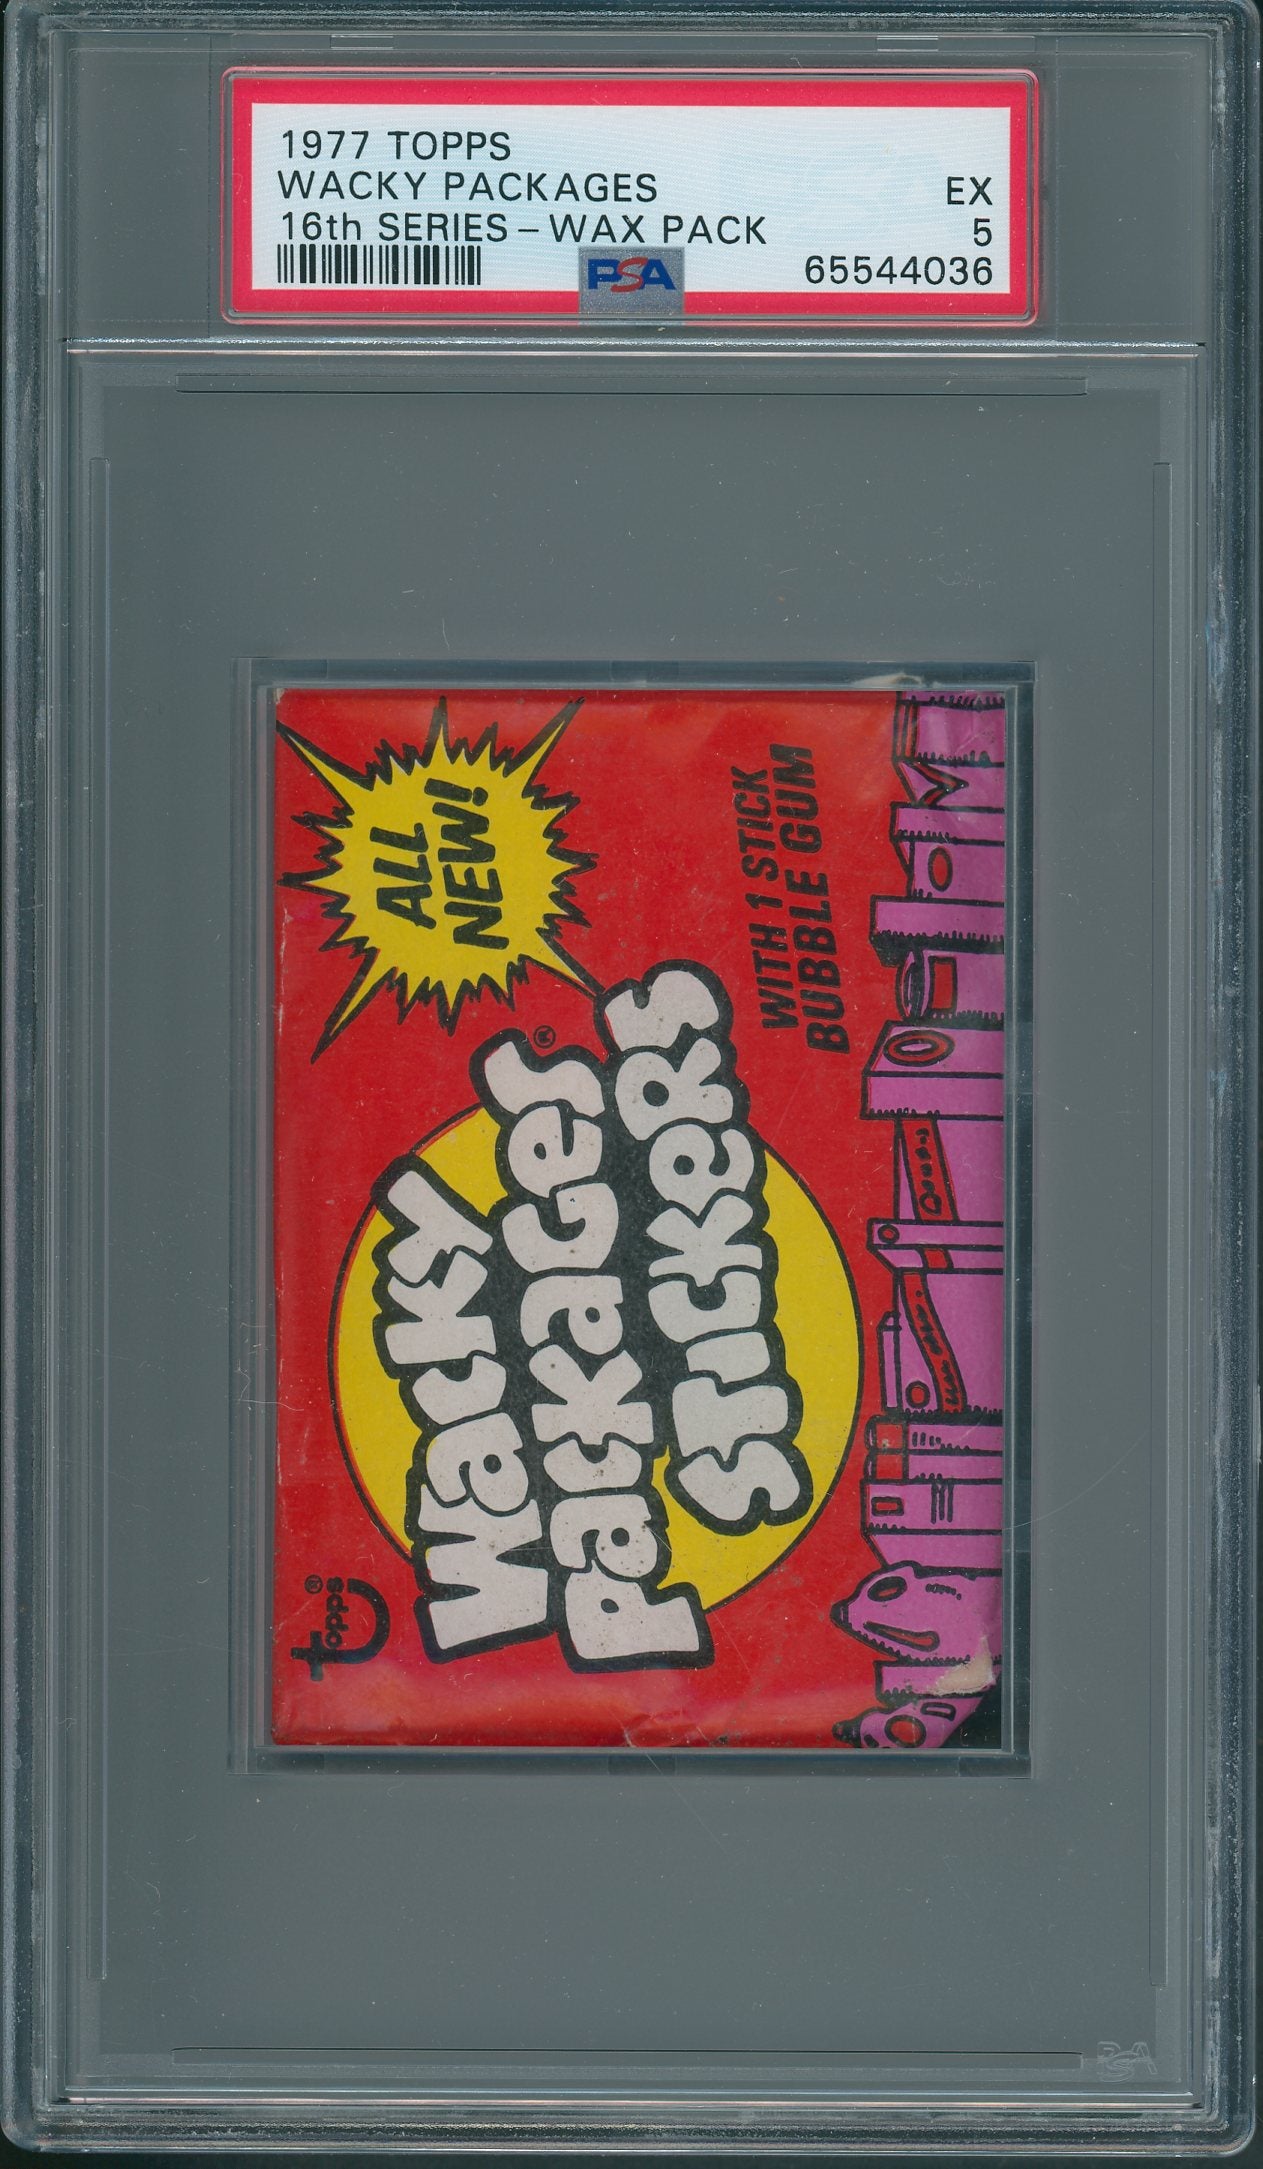 1977 TOPPS
WACKY PACKAGES
16th SERIES – WAX PACK
EX
5
65544036
PSA
ALL
NEW!
WITH 1 STICK
BUBBLE GUM
WACKY
PACKAGES®
STICKERS
topps®
PSA